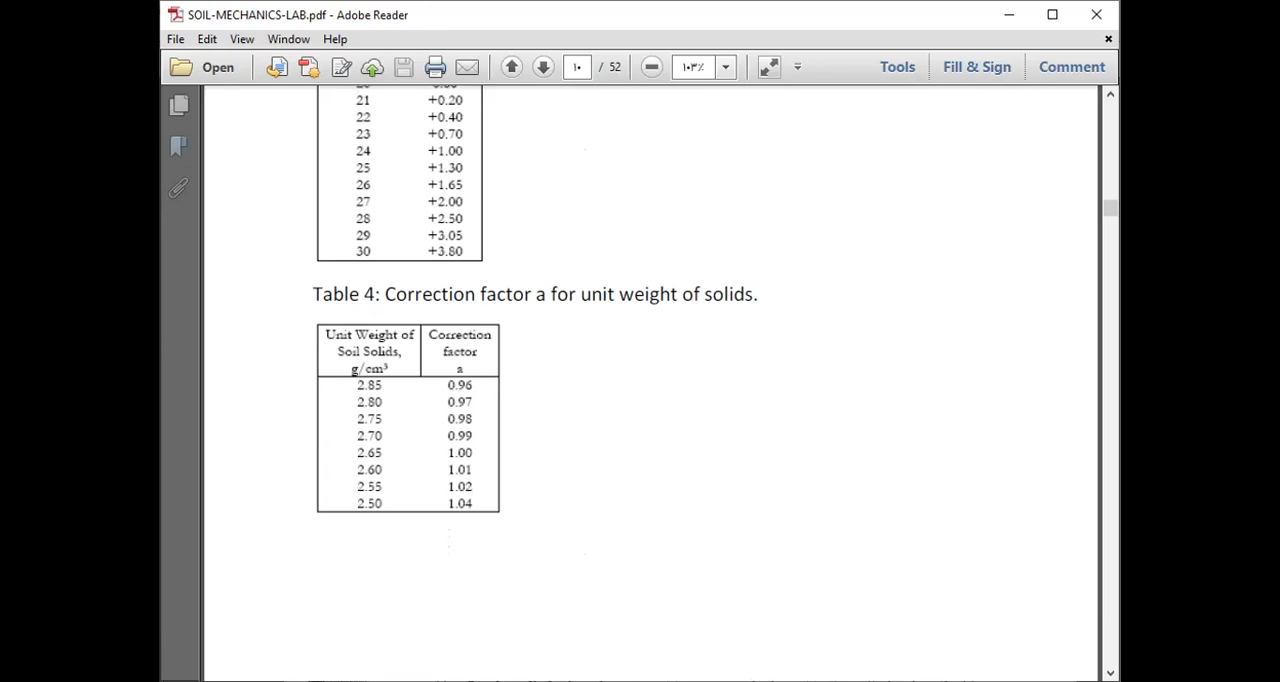 SOIL-MECHANICS-LAB.pdf - Adobe Reader
File Edit View Window Help
Open ١٠ / 52 ١٠٣٪ Tools Fill & Sign Comment
21 +0.20
22 +0.40
23 +0.70
24 +1.00
25 +1.30
26 +1.65
27 +2.00
28 +2.50
29 +3.05
30 +3.80
Table 4: Correction factor a for unit weight of solids.
Unit Weight of Correction
Soil Solids, factor
g/cm³ a
2.85 0.96
2.80 0.97
2.75 0.98
2.70 0.99
2.65 1.00
2.60 1.01
2.55 1.02
2.50 1.04